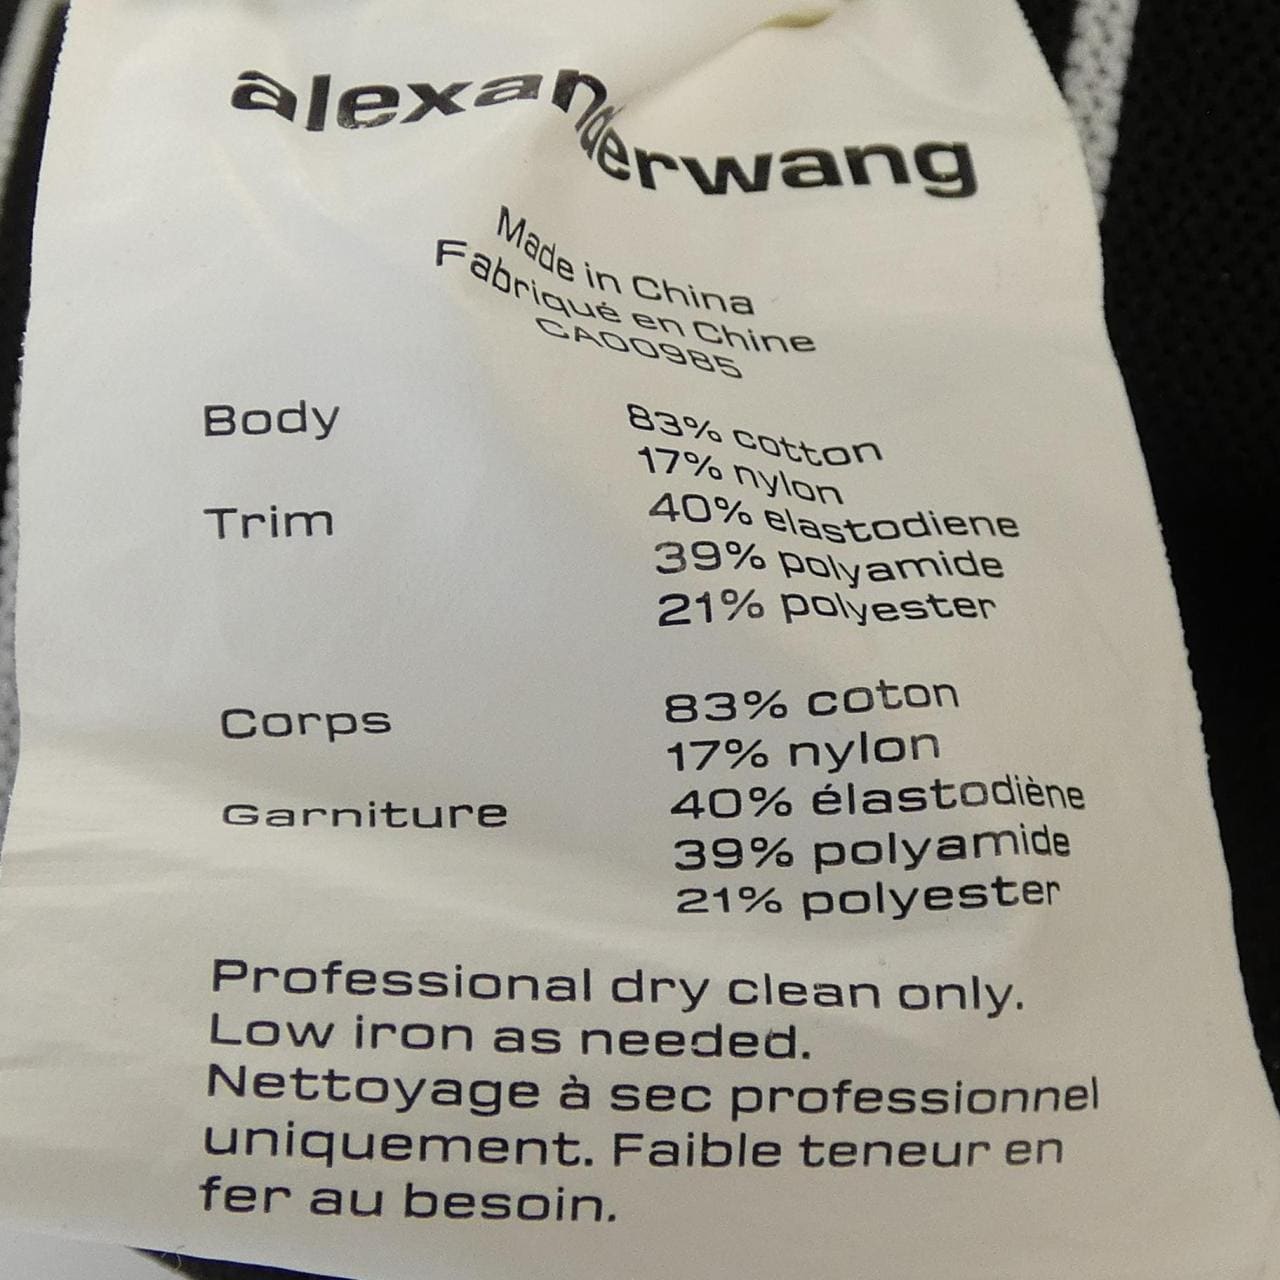 alexanderwang
Made in China
Fabriqué en Chine
CA00985
Body 83% cotton
17% nylon
Trim 40% elastodiene
39% polyamide
21% polyester
Corps 83% coton
17% nylon
Garniture 40% élastodiène
39% polyamide
21% polyester
Professional dry clean only.
Low iron as needed.
Nettoyage à sec professionnel
uniquement. Faible teneur en
fer au besoin.